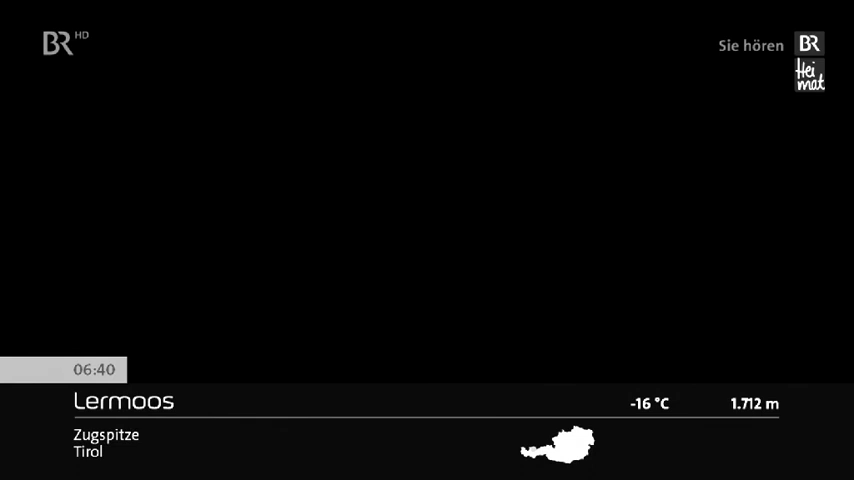 BR HD
Sie hören BR
Hei
mat
06:40
Lermoos -16 °C 1.712 m
Zugspitze
Tirol